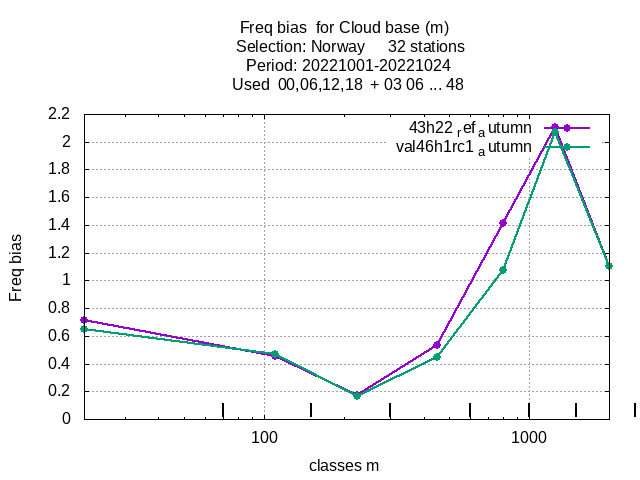 Freq bias  for Cloud base (m)
Selection: Norway     32 stations
Period: 20221001-20221024
Used  00,06,12,18  + 03 06 ... 48
43h22 ref a utumn
val46h1rc1 a utumn
2.2
2
1.8
1.6
1.4
1.2
1
0.8
0.6
0.4
0.2
0
Freq bias
100
1000
classes m